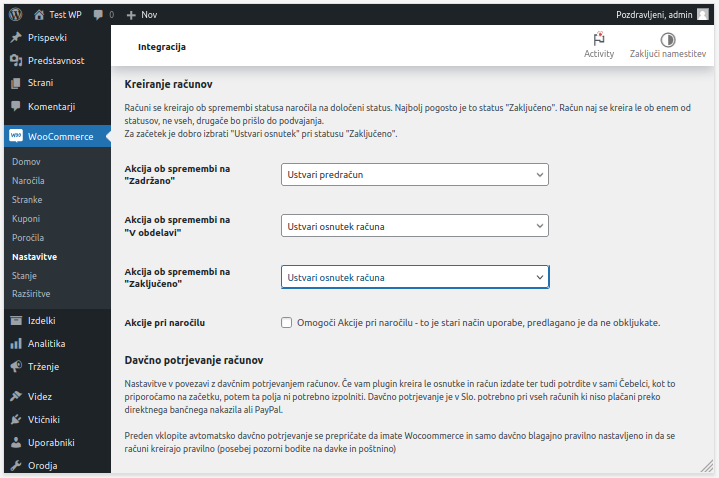 Test WP
0
Nov
Pozdravljeni, admin
Prispevki
Predstavnost
Strani
Komentarji
WooCommerce
Domov
Naročila
Stranke
Kuponi
Poročila
Nastavitve
Stanje
Razširitve
Izdelki
Analitika
Trženje
Videz
Vtičniki
Uporabniki
Orodja
Integracija
Activity
Zaključi namestitev
Kreiranje računov
Računi se kreirajo ob spremembi statusa naročila na določeni status. Najbolj pogosto je to status "Zaključeno". Račun naj se kreira le ob enem od
statusov, ne veh, drugače bo prišlo do podvajanja.
Za začetek je dobro izbrati "Ustvari osnutek" pri statusu "Zaključeno".
Akcija ob spremembi na
"Zadržano"
Ustvari predračun
Akcija ob spremembi na
"V obdelavi"
Ustvari osnutek računa
Akcija ob spremembi na
"Zaključeno"
Ustvari osnutek računa
Akcije pri naročilu
Omogoči Akcije pri naročilu - to je stari način uporabe, predlagano je da ne obkljukate.
Davčno potrjevanje računov
Nastavitve v povezavi z davčnim potrjevanjem računov. Če vam plugin kreira le osnutke in račun izdate ter tudi potrdite v sami Čebelci, kot to
priporočamo na začetku, potem ta polja ni potrebno izpolniti. Davčno potrjevanje je v Slo. potrebno pri vseh računih ki niso plačani preko
direktnega bančnega nakazila ali PayPal.
Preden vklopite avtomatsko davčno potrjevanje se prepričate da imate Wocoommerce in samo davčno blagajno pravilno nastavljeno in da se
računi kreirajo pravilno (posebej pozorni bodite na davke in poštnino)